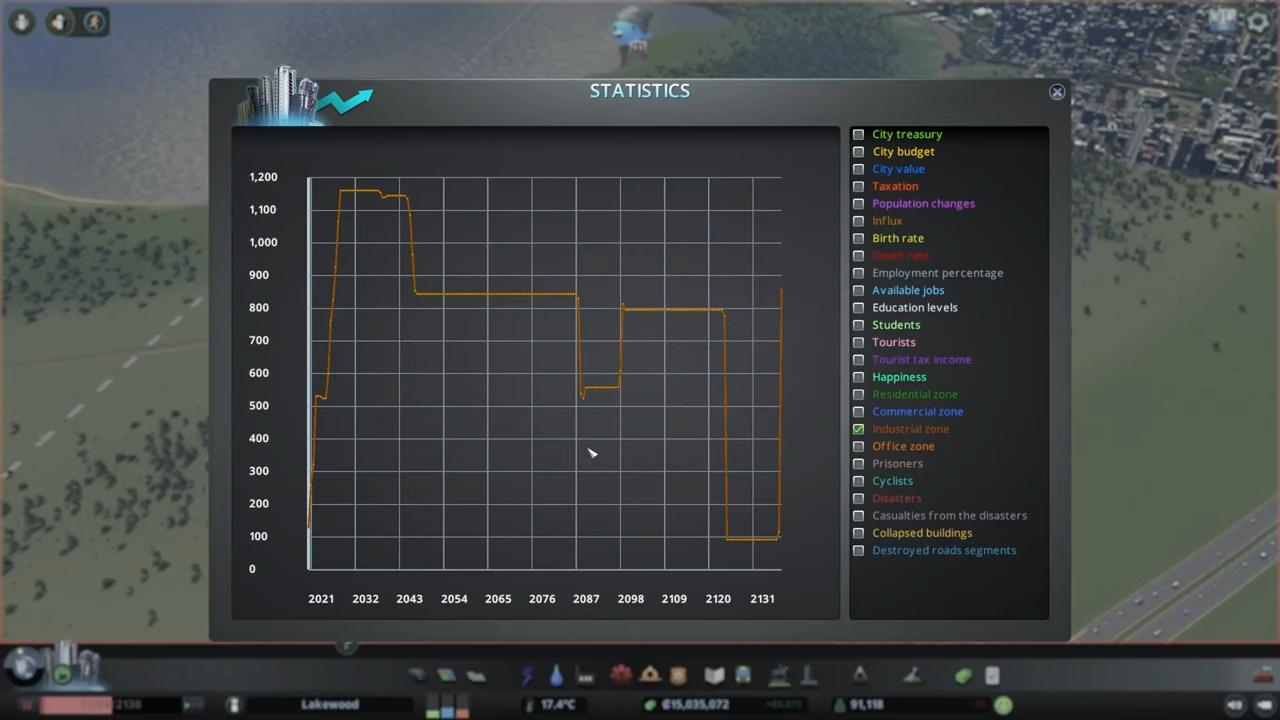 STATISTICS
1,200
1,100
1,000
900
800
700
600
500
400
300
200
100
0
2021 2032 2043 2054 2065 2076 2087 2098 2109 2120 2131
City treasury
City budget
City value
Taxation
Population changes
Influx
Birth rate
Death rate
Employment percentage
Available jobs
Education levels
Students
Tourists
Tourist tax income
Happiness
Residential zone
Commercial zone
Industrial zone
Office zone
Prisoners
Cyclists
Disasters
Casualties from the disasters
Collapsed buildings
Destroyed roads segments
Lakewood
17.4°C
₡15,035,072
91,118